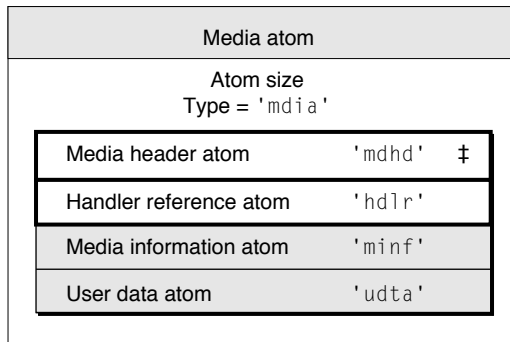 Media atom
Atom size
Type = 'mdia'
Media header atom 'mdhd' ‡
Handler reference atom 'hdlr'
Media information atom 'minf'
User data atom 'udta'